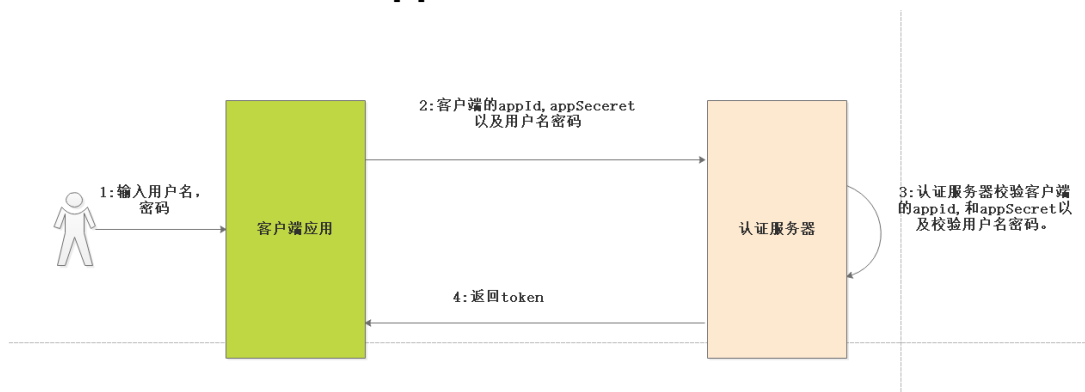 2:客户端的appId,appSeceret
以及用户名密码
1:输入用户名，
密码
3:认证服务器校验客户端
的appid,和appSecret以
及校验用户名密码。
客户端应用
认证服务器
4:返回token